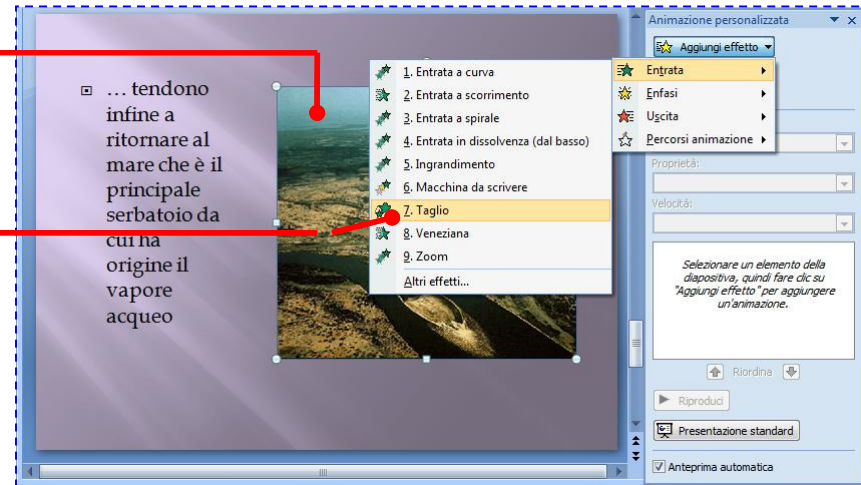 … tendono
infine a
ritornare al
mare che è il
principale
serbatoio da
cui ha
origine il
vapore
acqueo
1. Entrata a curva
2. Entrata a scorrimento
3. Entrata a spirale
4. Entrata in dissolvenza (dal basso)
5. Ingrandimento
6. Macchina da scrivere
7. Taglio
8. Veneziana
9. Zoom
Altri effetti...
Entrata
Enfasi
Uscita
Percorsi animazione
Animazione personalizzata
Aggiungi effetto
Proprietà:
Velocità:
Selezionare un elemento della
diapositiva, quindi fare clic su
"Aggiungi effetto" per aggiungere
un'animazione.
Riordina
Riproduci
Presentazione standard
Anteprima automatica